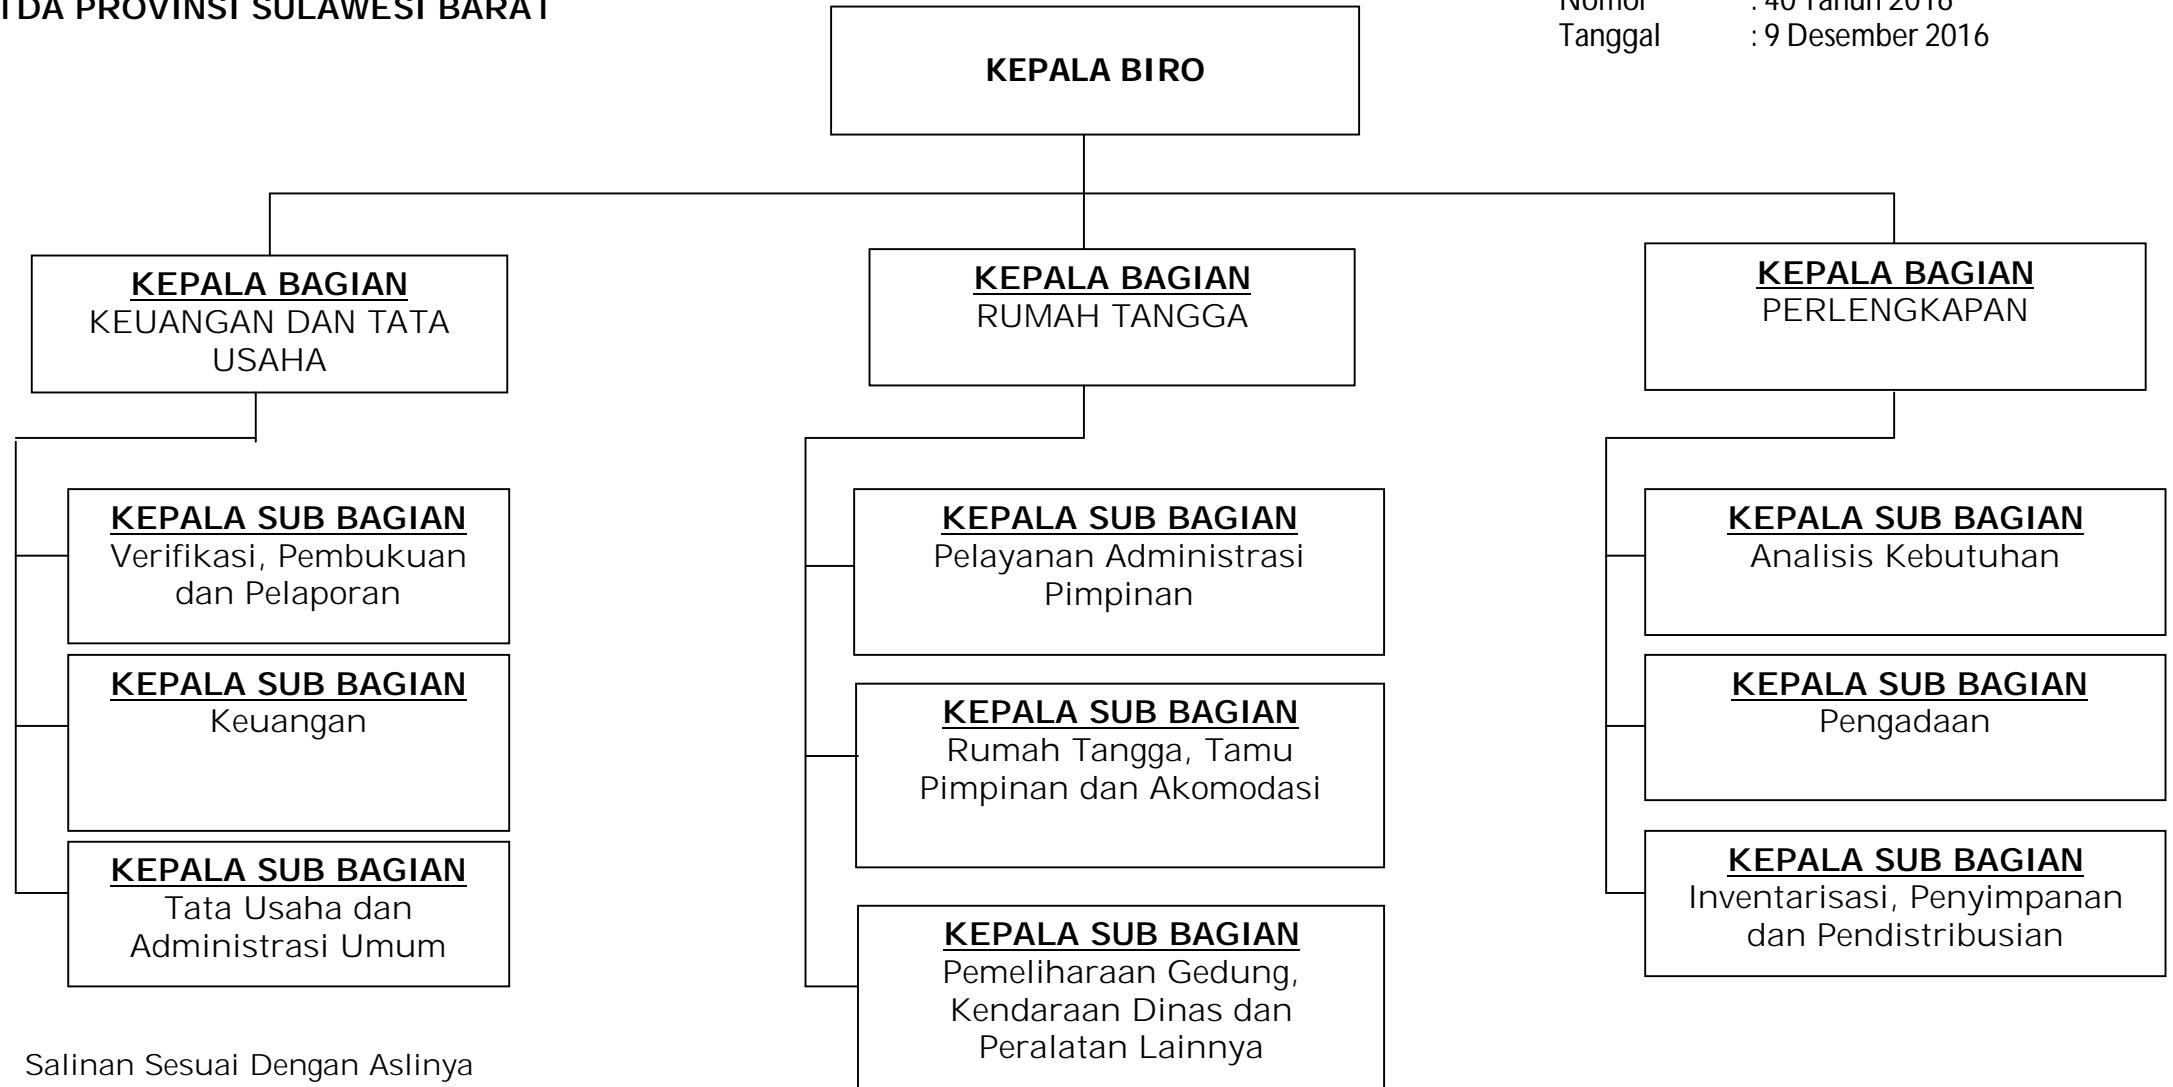 PROVINSI SULAWESI BARAT
Nomor : 40 Tahun 2016
Tanggal : 9 Desember 2016
KEPALA BIRO
KEPALA BAGIAN
KEUANGAN DAN TATA
USAHA
KEPALA BAGIAN
RUMAH TANGGA
KEPALA BAGIAN
PERLENGKAPAN
KEPALA SUB BAGIAN
Verifikasi, Pembukuan
dan Pelaporan
KEPALA SUB BAGIAN
Keuangan
KEPALA SUB BAGIAN
Tata Usaha dan
Administrasi Umum
KEPALA SUB BAGIAN
Pelayanan Administrasi
Pimpinan
KEPALA SUB BAGIAN
Rumah Tangga, Tamu
Pimpinan dan Akomodasi
KEPALA SUB BAGIAN
Pemeliharaan Gedung,
Kendaraan Dinas dan
Peralatan Lainnya
KEPALA SUB BAGIAN
Analisis Kebutuhan
KEPALA SUB BAGIAN
Pengadaan
KEPALA SUB BAGIAN
Inventarisasi, Penyimpanan
dan Pendistribusian
Salinan Sesuai Dengan Aslinya